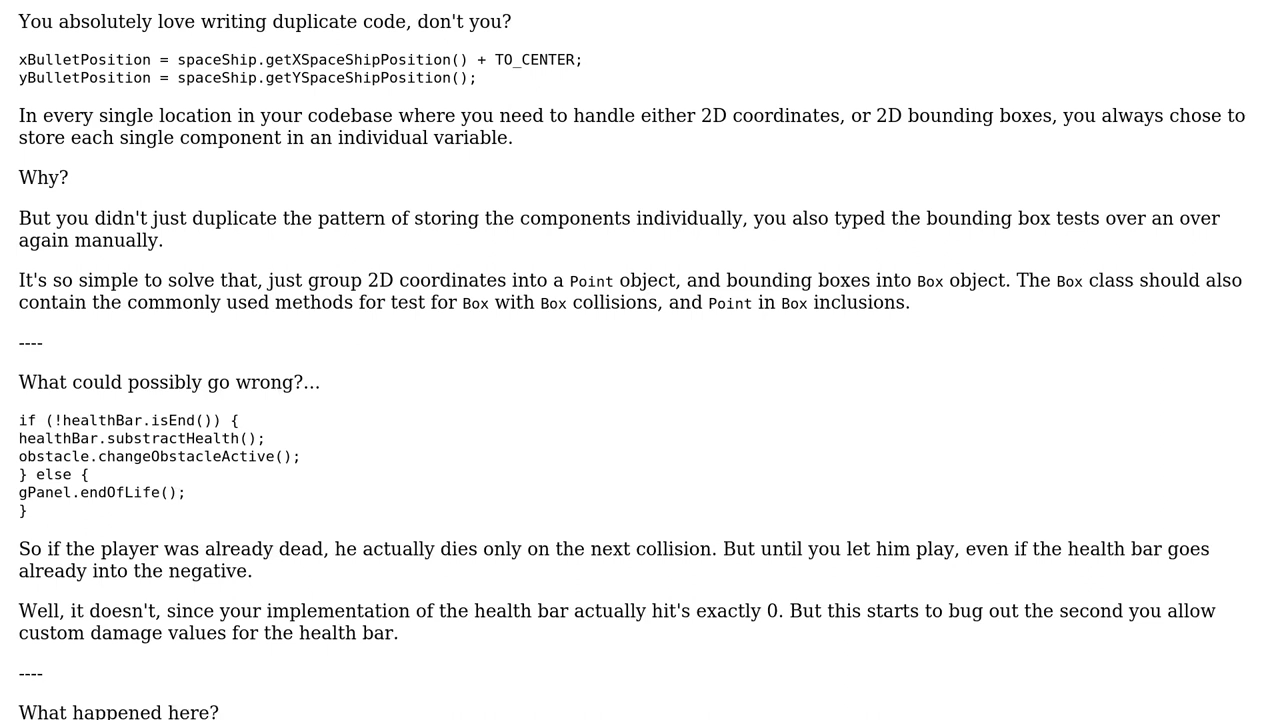 You absolutely love writing duplicate code, don't you?
xBulletPosition = spaceShip.getXSpaceShipPosition() + TO_CENTER;
yBulletPosition = spaceShip.getYSpaceShipPosition();
In every single location in your codebase where you need to handle either 2D coordinates, or 2D bounding boxes, you always chose to
store each single component in an individual variable.
Why?
But you didn't just duplicate the pattern of storing the components individually, you also typed the bounding box tests over an over
again manually.
It's so simple to solve that, just group 2D coordinates into a Point object, and bounding boxes into Box object. The Box class should also
contain the commonly used methods for test for Box with Box collisions, and Point in Box inclusions.
----
What could possibly go wrong?...
if (!healthBar.isEnd()) {
healthBar.substractHealth();
obstacle.changeObstacleActive();
} else {
gPanel.endOfLife();
}
So if the player was already dead, he actually dies only on the next collision. But until you let him play, even if the health bar goes
already into the negative.
Well, it doesn't, since your implementation of the health bar actually hit's exactly 0. But this starts to bug out the second you allow
custom damage values for the health bar.
----
What happened here?